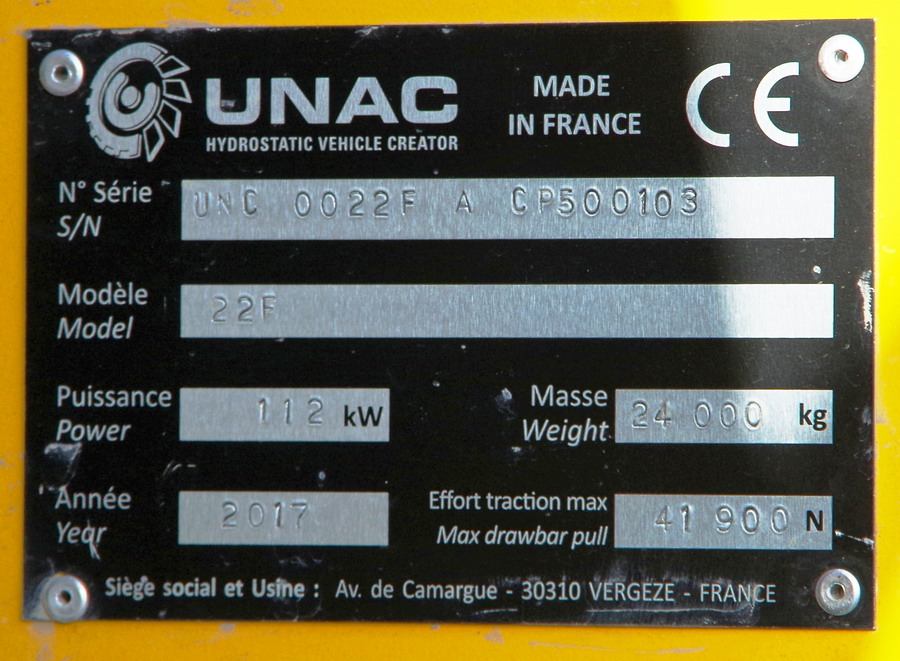 UNAC
HYDROSTATIC VEHICLE CREATOR
MADE
IN FRANCE
CE
N° Série
S/N
UNC 0022F A CP500103
Modèle
Model
22F
Puissance
Power
112 kW
Masse
Weight
24 000 kg
Année
Year
2017
Effort traction max
Max drawbar pull
41 900 N
Siège social et Usine : Av. de Camargue - 30310 VERGEZE - FRANCE